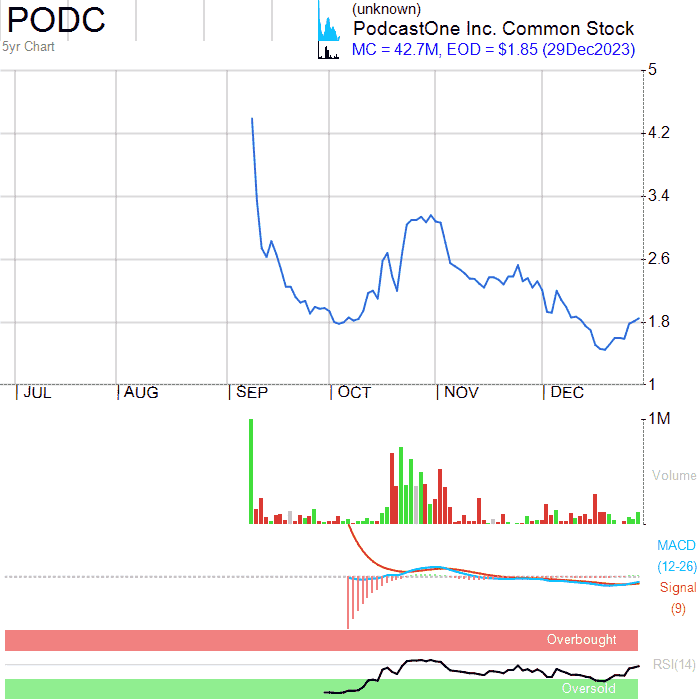 PODC
5yr Chart
(unknown)
PodcastOne Inc. Common Stock
MC = 42.7M, EOD = $1.85 (29Dec2023)
5
4.2
3.4
2.6
1.8
1
JUL AUG SEP OCT NOV DEC
1M
Volume
MACD
(12-26)
Signal
(9)
Overbought
RSI(14)
Oversold